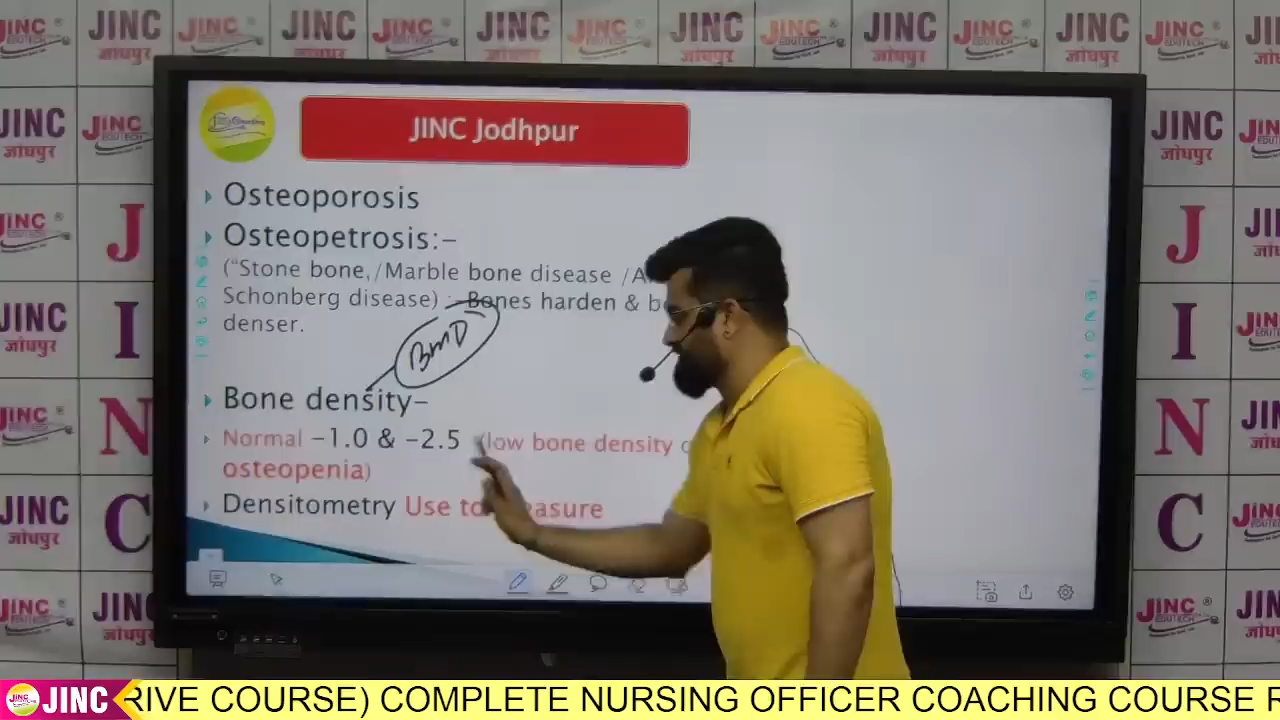 JINC Jodhpur
Osteoporosis
Osteopetrosis:-
("Stone bone,/Marble bone disease /A
Schonberg disease) :- Bones harden & b
denser.
BMD
Bone density-
Normal -1.0 & -2.5 (low bone density
osteopenia)
Densitometry Use to
JINC
जोधपुर
JINC
EDUTECH
J
I
N
C
J
I
N
C
JINC
RIVE COURSE) COMPLETE NURSING OFFICER COACHING COURSE